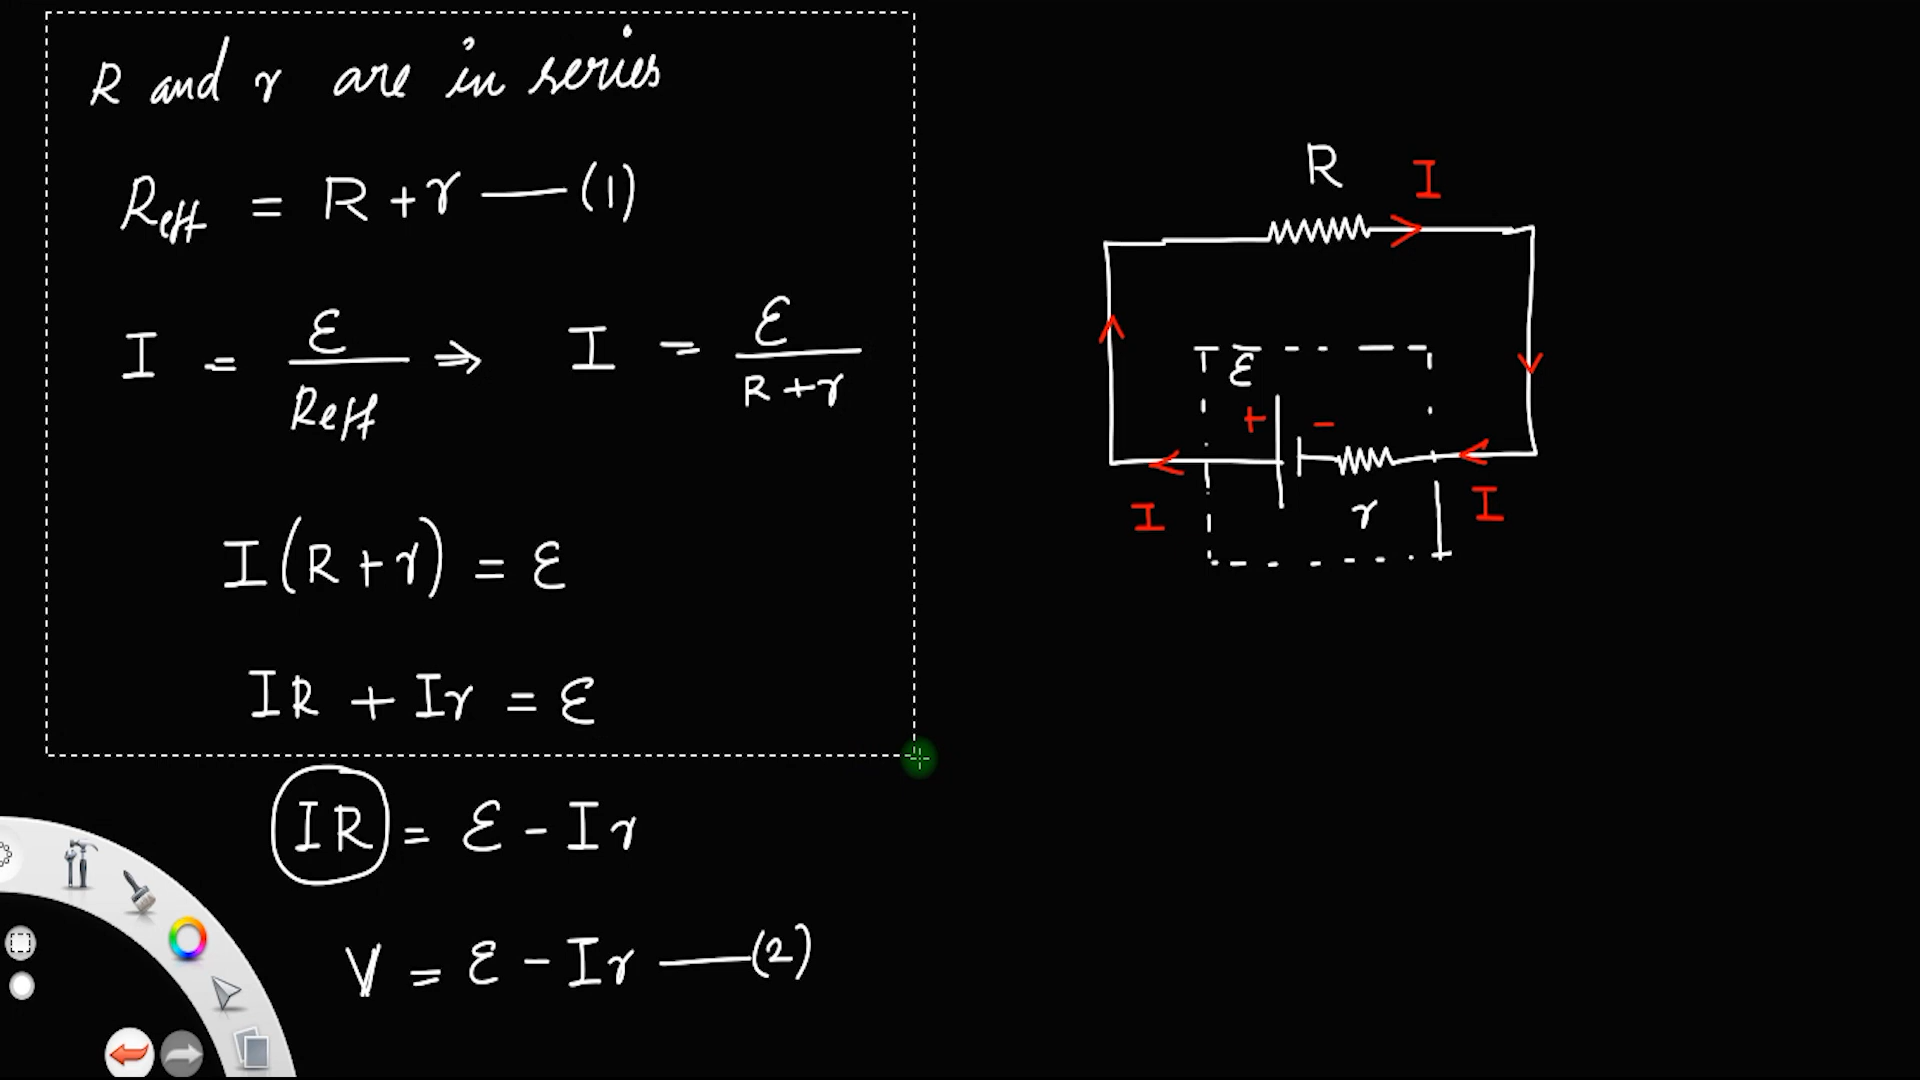 R and r are in series
Reff = R + r — (1)
I = ε/Reff ⇒ I = ε/R + r
I(R + r) = ε
IR + Ir = ε
IR = ε - Ir
V = ε - Ir — (2)
R I
ε
+ -
I r I